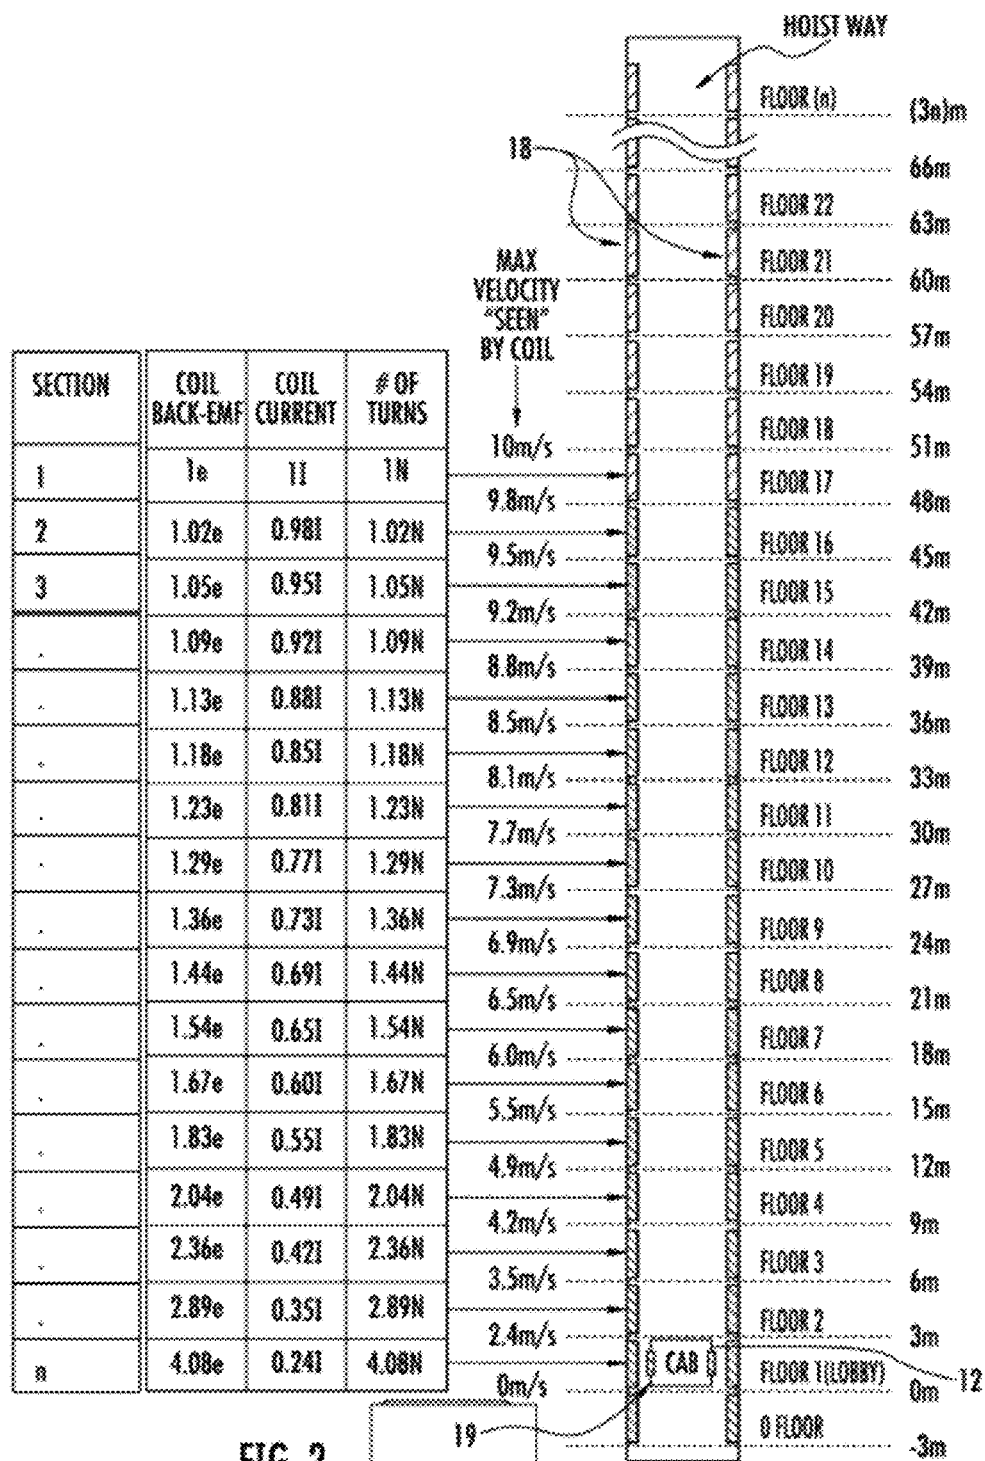 HOIST WAY
FLOOR (n)
(3n)m
18
66m
FLOOR 22
63m
MAX
VELOCITY
"SEEN"
BY COIL
FLOOR 21
60m
FLOOR 20
57m
FLOOR 19
54m
FLOOR 18
10m/s
51m
SECTION
COIL
BACK-EMF
COIL
CURRENT
# OF
TURNS
1
1e
1I
1N
FLOOR 17
9.8m/s
48m
2
1.02e
0.98I
1.02N
FLOOR 16
9.5m/s
45m
3
1.05e
0.95I
1.05N
FLOOR 15
9.2m/s
42m
.
1.09e
0.92I
1.09N
FLOOR 14
8.8m/s
39m
.
1.13e
0.88I
1.13N
FLOOR 13
8.5m/s
36m
.
1.18e
0.85I
1.18N
FLOOR 12
8.1m/s
33m
.
1.23e
0.81I
1.23N
FLOOR 11
7.7m/s
30m
.
1.29e
0.77I
1.29N
FLOOR 10
7.3m/s
27m
.
1.36e
0.73I
1.36N
FLOOR 9
6.9m/s
24m
.
1.44e
0.69I
1.44N
FLOOR 8
6.5m/s
21m
.
1.54e
0.65I
1.54N
FLOOR 7
6.0m/s
18m
.
1.67e
0.60I
1.67N
FLOOR 6
5.5m/s
15m
.
1.83e
0.55I
1.83N
FLOOR 5
4.9m/s
12m
.
2.04e
0.49I
2.04N
FLOOR 4
4.2m/s
9m
.
2.36e
0.42I
2.36N
FLOOR 3
3.5m/s
6m
.
2.89e
0.35I
2.89N
FLOOR 2
2.4m/s
3m
n
4.08e
0.24I
4.08N
CAB
FLOOR 1(LOBBY)
12
0m/s
0m
19
0 FLOOR
-3m
FIG. 2